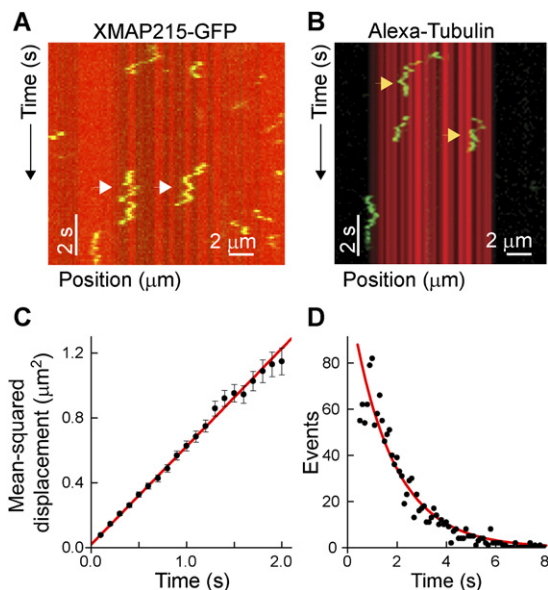 A
XMAP215-GFP
Time (s)
2 s
2 μm
Position (μm)
B
Alexa-Tubulin
Time (s)
2 s
2 μm
Position (μm)
C
Mean-squared
displacement (μm²)
1.2
0.8
0.4
0.0
0.0
1.0
2.0
Time (s)
D
Events
80
60
40
20
0
0
2
4
6
8
Time (s)